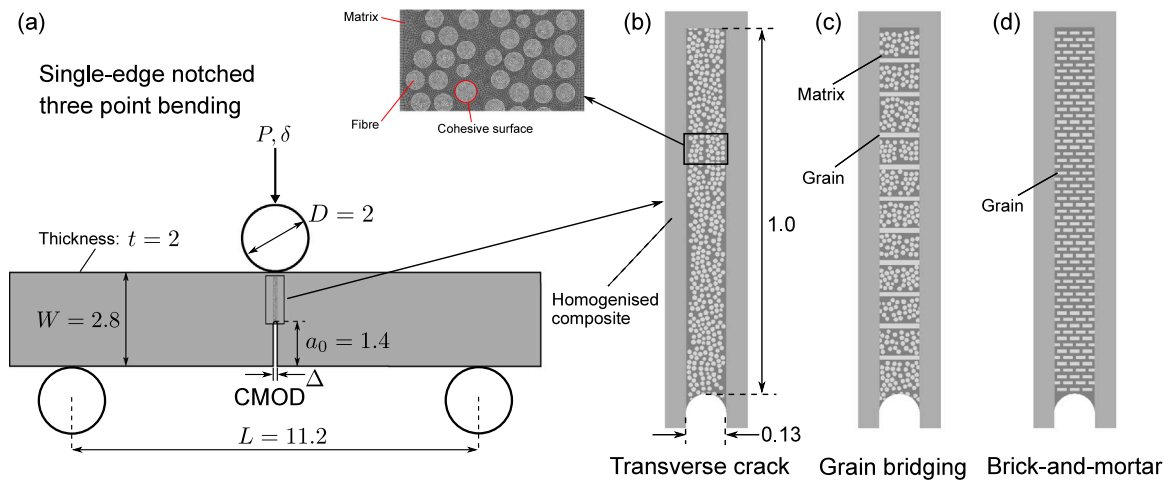 (a)
Single-edge notched
three point bending
Matrix
Fibre
Cohesive surface
P, δ
D = 2
Thickness: t = 2
W = 2.8
a₀ = 1.4
Δ
CMOD
L = 11.2
(b)
1.0
Homogenised
composite
0.13
Transverse crack
(c)
Matrix
Grain
Grain bridging
(d)
Grain
Brick-and-mortar